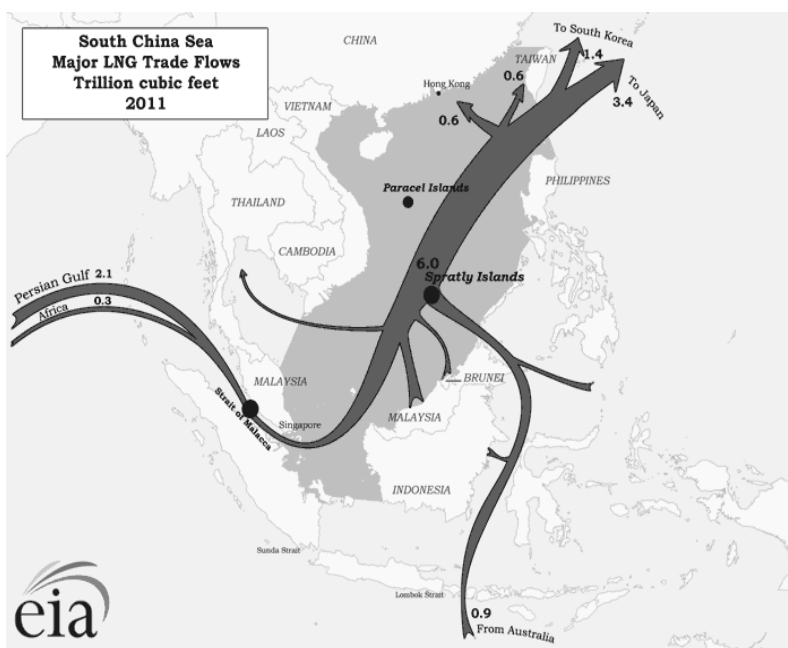 South China Sea
Major LNG Trade Flows
Trillion cubic feet
2011
CHINA
To South Korea
1.4
TAIWAN
0.6
To Japan
3.4
Hong Kong
0.6
VIETNAM
LAOS
Paracel Islands
PHILIPPINES
THAILAND
CAMBODIA
6.0
Spratly Islands
Persian Gulf 2.1
Africa
0.3
MALAYSIA
BRUNEI
Strait of Malacca
Singapore
MALAYSIA
INDONESIA
Sunda Strait
Lombok Strait
0.9
From Australia
eia